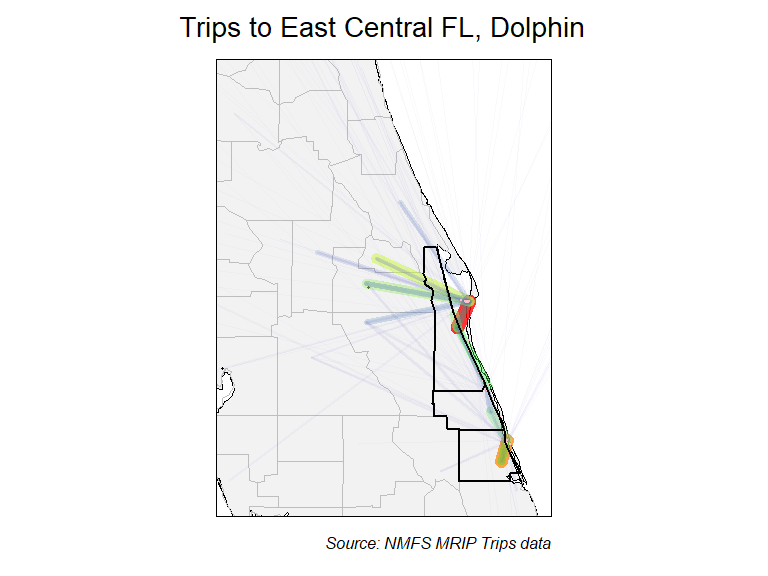 Trips to East Central FL, Dolphin
Source: NMFS MRIP Trips data